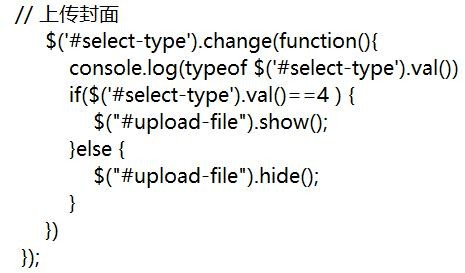 // 上传封面
$('#select-type').change(function(){
console.log(typeof $('#select-type').val())
if($('#select-type').val()==4 ) {
$("#upload-file").show();
}else {
$("#upload-file").hide();
}
})
});